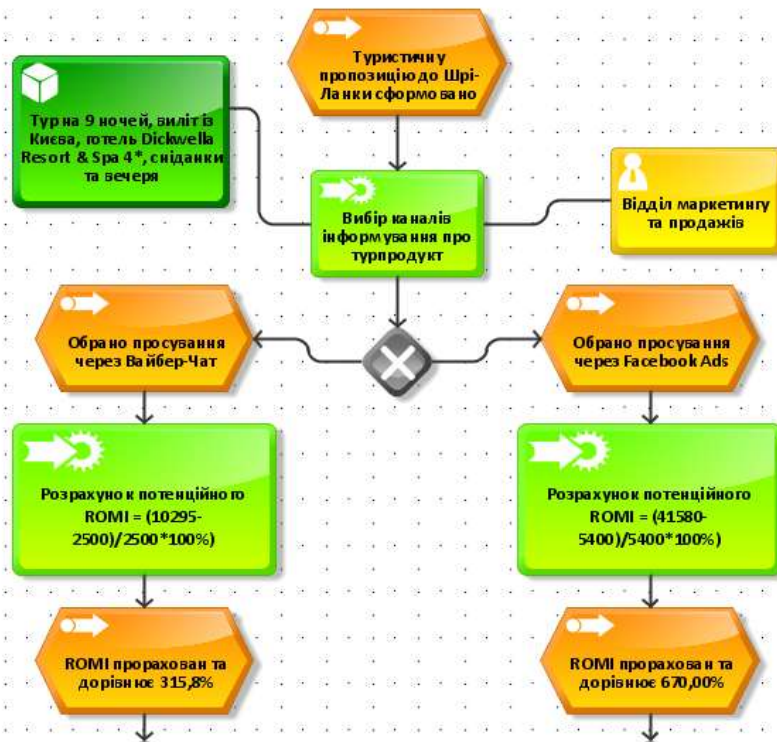 Туристичну
пропозицію до Шрі-
Ланки сформовано
Тур на 9 ночей, виліт із
Києва, готель Dickwella
Resort & Spa 4*, сніданки
та вечеря
Вибір каналів
інформування про
турпродукт
Відділ маркетингу
та продажів
Обрано просування
через Вайбер-Чат
Обрано просування
через Facebook Ads
Розрахунок потенційного
ROMI = (10295-
2500)/2500*100%)
Розрахунок потенційного
ROMI = (41580-
5400)/5400*100%)
ROMI прорахован та
дорівнює 315,8%
ROMI прорахован та
дорівнює 670,00%